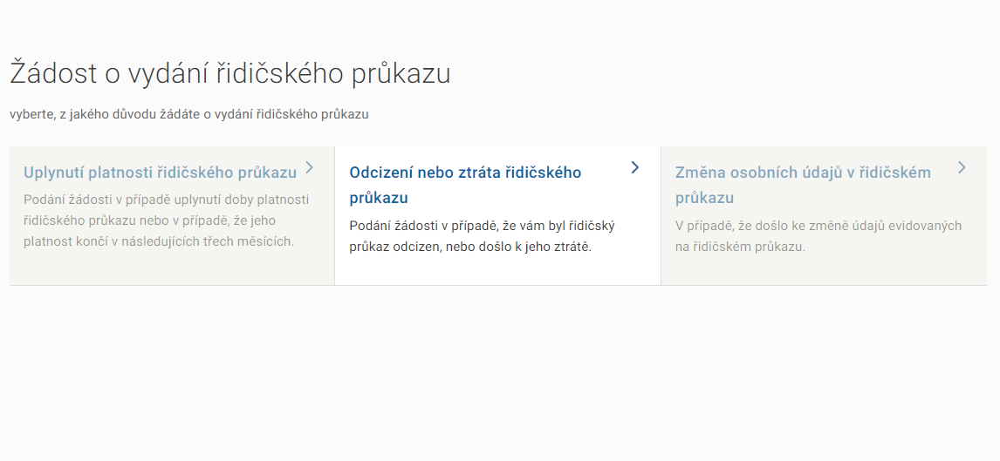 Žádost o vydání řidičského průkazu
vyberte, z jakého důvodu žádáte o vydání řidičského průkazu
Uplynutí platnosti řidičského průkazu
Podání žádosti v případě uplynutí doby platnosti
řidičského průkazu nebo v případě, že jeho
platnost končí v následujících třech měsících.
Odcizení nebo ztráta řidičského
průkazu
Podání žádosti v případě, že vám byl řidičský
průkaz odcizen, nebo došlo k jeho ztrátě.
Změna osobních údajů v řidičském
průkazu
V případě, že došlo ke změně údajů evidovaných
na řidičském průkazu.